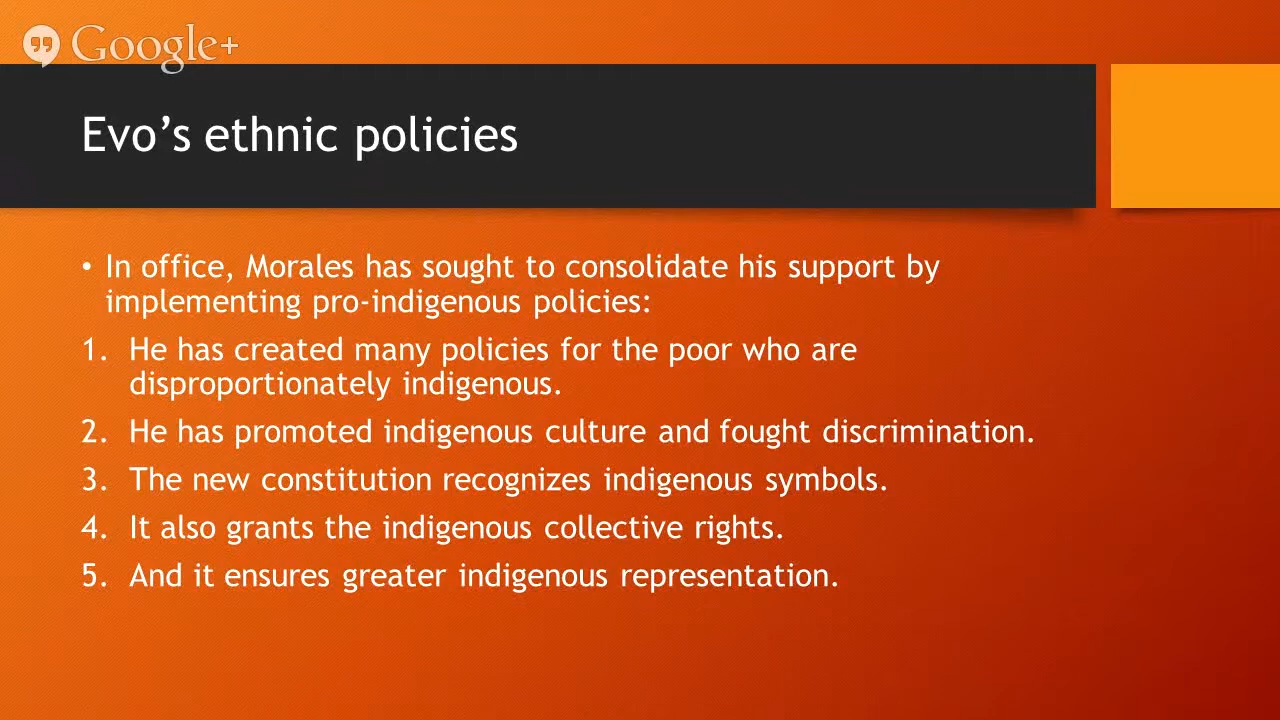 Google+
Evo’s ethnic policies
• In office, Morales has sought to consolidate his support by
implementing pro-indigenous policies:
1. He has created many policies for the poor who are
disproportionately indigenous.
2. He has promoted indigenous culture and fought discrimination.
3. The new constitution recognizes indigenous symbols.
4. It also grants the indigenous collective rights.
5. And it ensures greater indigenous representation.